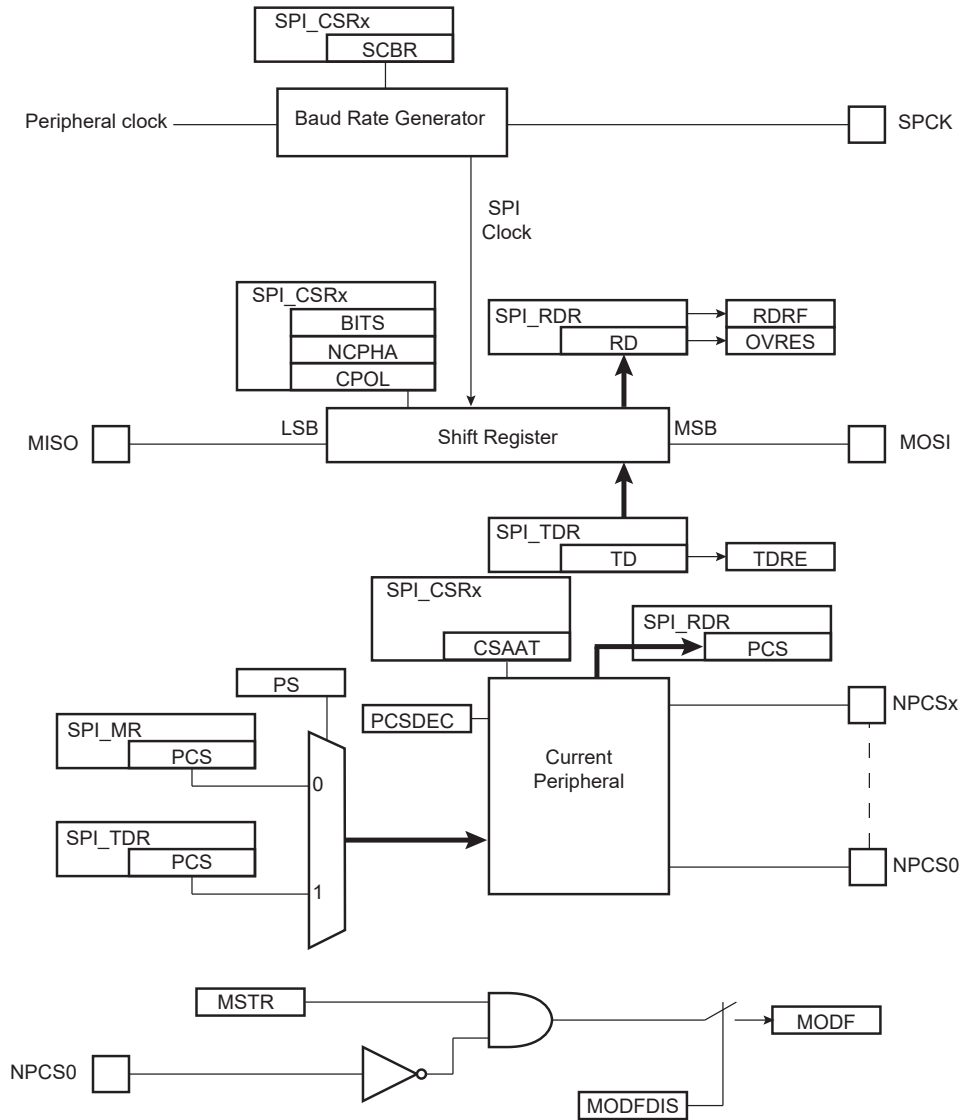 SPI_CSRx
SCBR
Peripheral clock
Baud Rate Generator
SPCK
SPI
Clock
SPI_CSRx
BITS
NCPHA
CPOL
SPI_RDR
RD
RDRF
OVRES
MISO
LSB
Shift Register
MSB
MOSI
SPI_TDR
TD
TDRE
SPI_CSRx
CSAAT
SPI_RDR
PCS
PS
PCSDEC
NPCSx
SPI_MR
PCS
0
Current
Peripheral
SPI_TDR
PCS
1
NPCS0
MSTR
MODF
NPCS0
MODFDIS